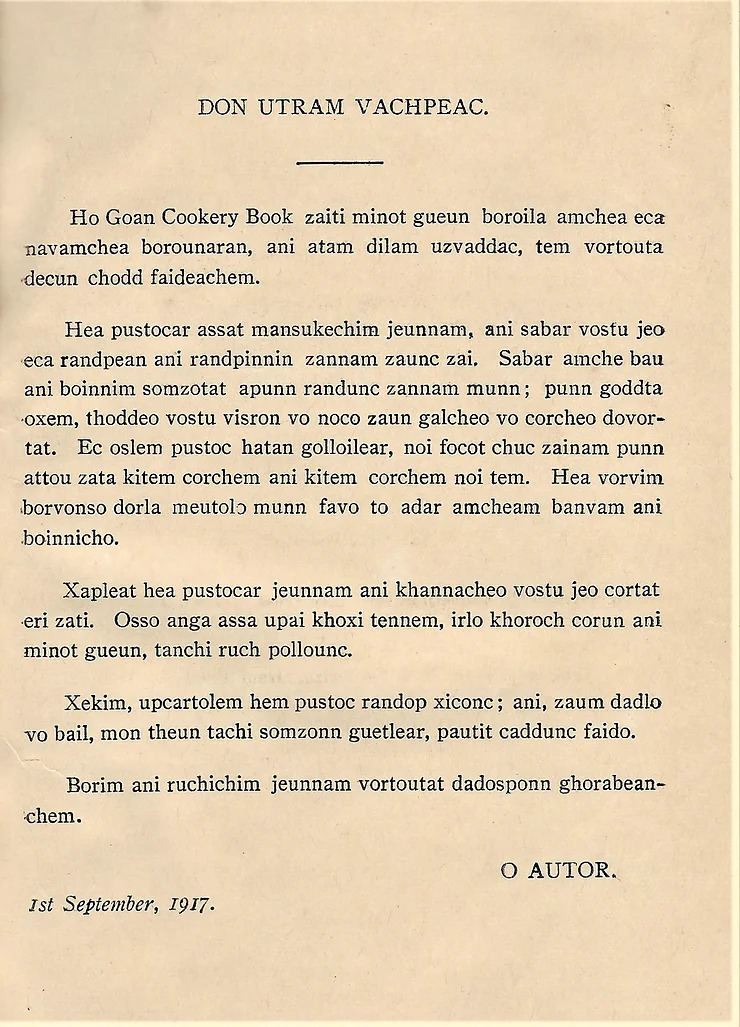 DON UTRAM VACHPEAC.
Ho Goan Cookery Book zaiti minot gueun boroila amchea eca
navamchea borounaran, ani atam dilam uzvaddac, tem vortouta
decun chodd faideachem.
Hea pustocar assat mansukechim jeunnam, ani sabar vostu jeo
eca randpean ani randpinnin zannam zaunc zai. Sabar amche bau
ani boinnim somzotat apunn randunc zannam munn; punn goddta
oxem, thoddeo vostu visron vo noco zaun galcheo vo corcheo dovor-
tat. Ec oslem pustoc hatan golloilear, noi focot chuc zainam punn
attou zata kitem corchem ani kitem corchem noi tem. Hea vorvim
borvonso dorla meutolo munn favo to adar amcheam banvam ani
boinnicho.
Xapleat hea pustocar jeunnam ani khannacheo vostu jeo cortat
eri zati. Osso anga assa upai khoxi tennem, irlo khoroch corun ani
minot gueun, tanchi ruch pollounc.
Xekim, upcartolem hem pustoc randop xiconc; ani, zaum dadlo
vo bail, mon theun tachi somzonn guetlear, pautit caddunc faido.
Borim ani ruchichim jeunnam vortoutat dadosponn ghorabean-
chem.
O AUTOR.
1st September, 1917.